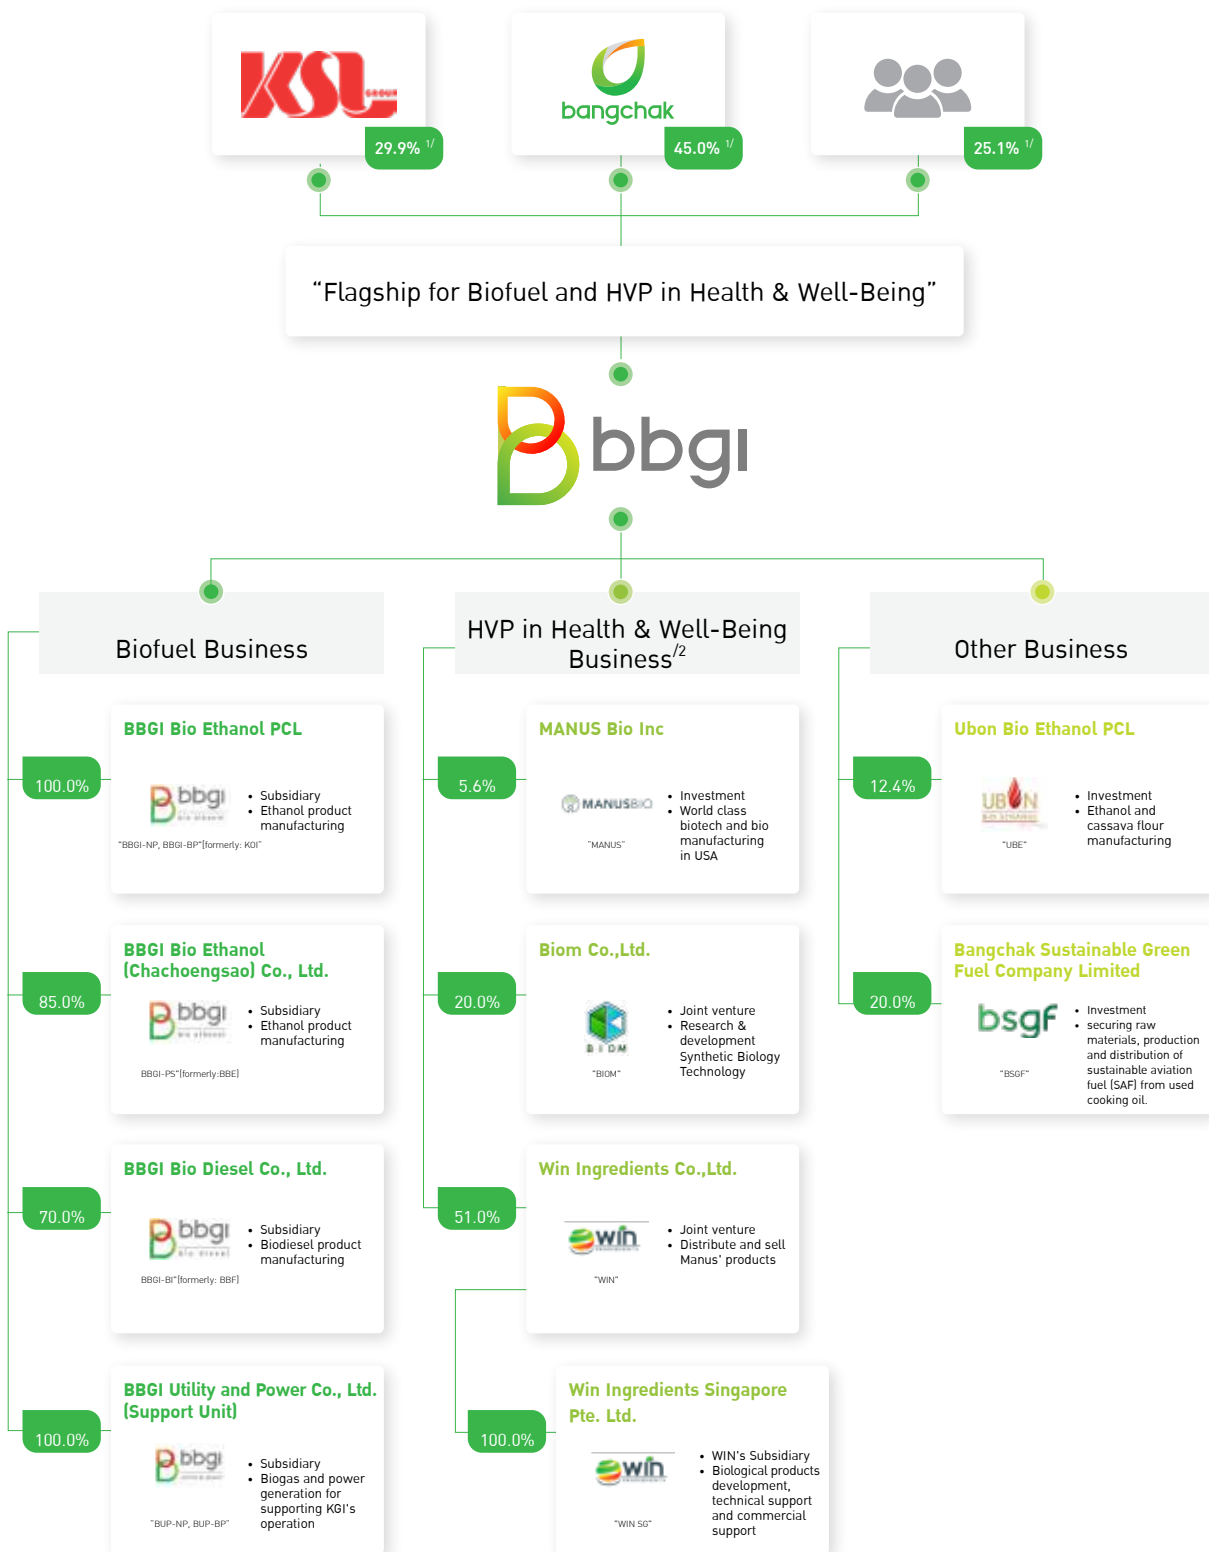 KSL
GROUP
29.9% 1/
bangchak
45.0% 1/
25.1% 1/
“Flagship for Biofuel and HVP in Health & Well-Being”
bbgi
Biofuel Business
BBGI Bio Ethanol PCL
100.0%
bbgi
bio ethanol
• Subsidiary
• Ethanol product
manufacturing
"BBGI-NP, BBGI-BP"(formerly: KGI"
BBGI Bio Ethanol
(Chachoengsao) Co., Ltd.
85.0%
bbgi
bio ethanol
• Subsidiary
• Ethanol product
manufacturing
BBGI-PS"(formerly:BBE)
BBGI Bio Diesel Co., Ltd.
70.0%
bbgi
bio diesel
• Subsidiary
• Biodiesel product
manufacturing
BBGI-BI"(formerly: BBF)
BBGI Utility and Power Co., Ltd.
(Support Unit)
100.0%
bbgi
• Subsidiary
• Biogas and power
generation for
supporting KGI's
operation
"BUP-NP, BUP-BP"
HVP in Health & Well-Being
Business/2
MANUS Bio Inc
5.6%
MANUSBIO
• Investment
• World class
biotech and bio
manufacturing
in USA
"MANUS"
Biom Co.,Ltd.
20.0%
BIOM
• Joint venture
• Research &
development
Synthetic Biology
Technology
"BIOM"
Win Ingredients Co.,Ltd.
51.0%
win
• Joint venture
• Distribute and sell
Manus' products
"WIN"
Win Ingredients Singapore
Pte. Ltd.
100.0%
win
• WIN's Subsidiary
• Biological products
development,
technical support
and commercial
support
"WIN SG"
Other Business
Ubon Bio Ethanol PCL
12.4%
UBON
BIO ETHANOL
• Investment
• Ethanol and
cassava flour
manufacturing
"UBE"
Bangchak Sustainable Green
Fuel Company Limited
20.0%
bsgf
• Investment
• securing raw
materials, production
and distribution of
sustainable aviation
fuel (SAF) from used
cooking oil.
"BSGF"